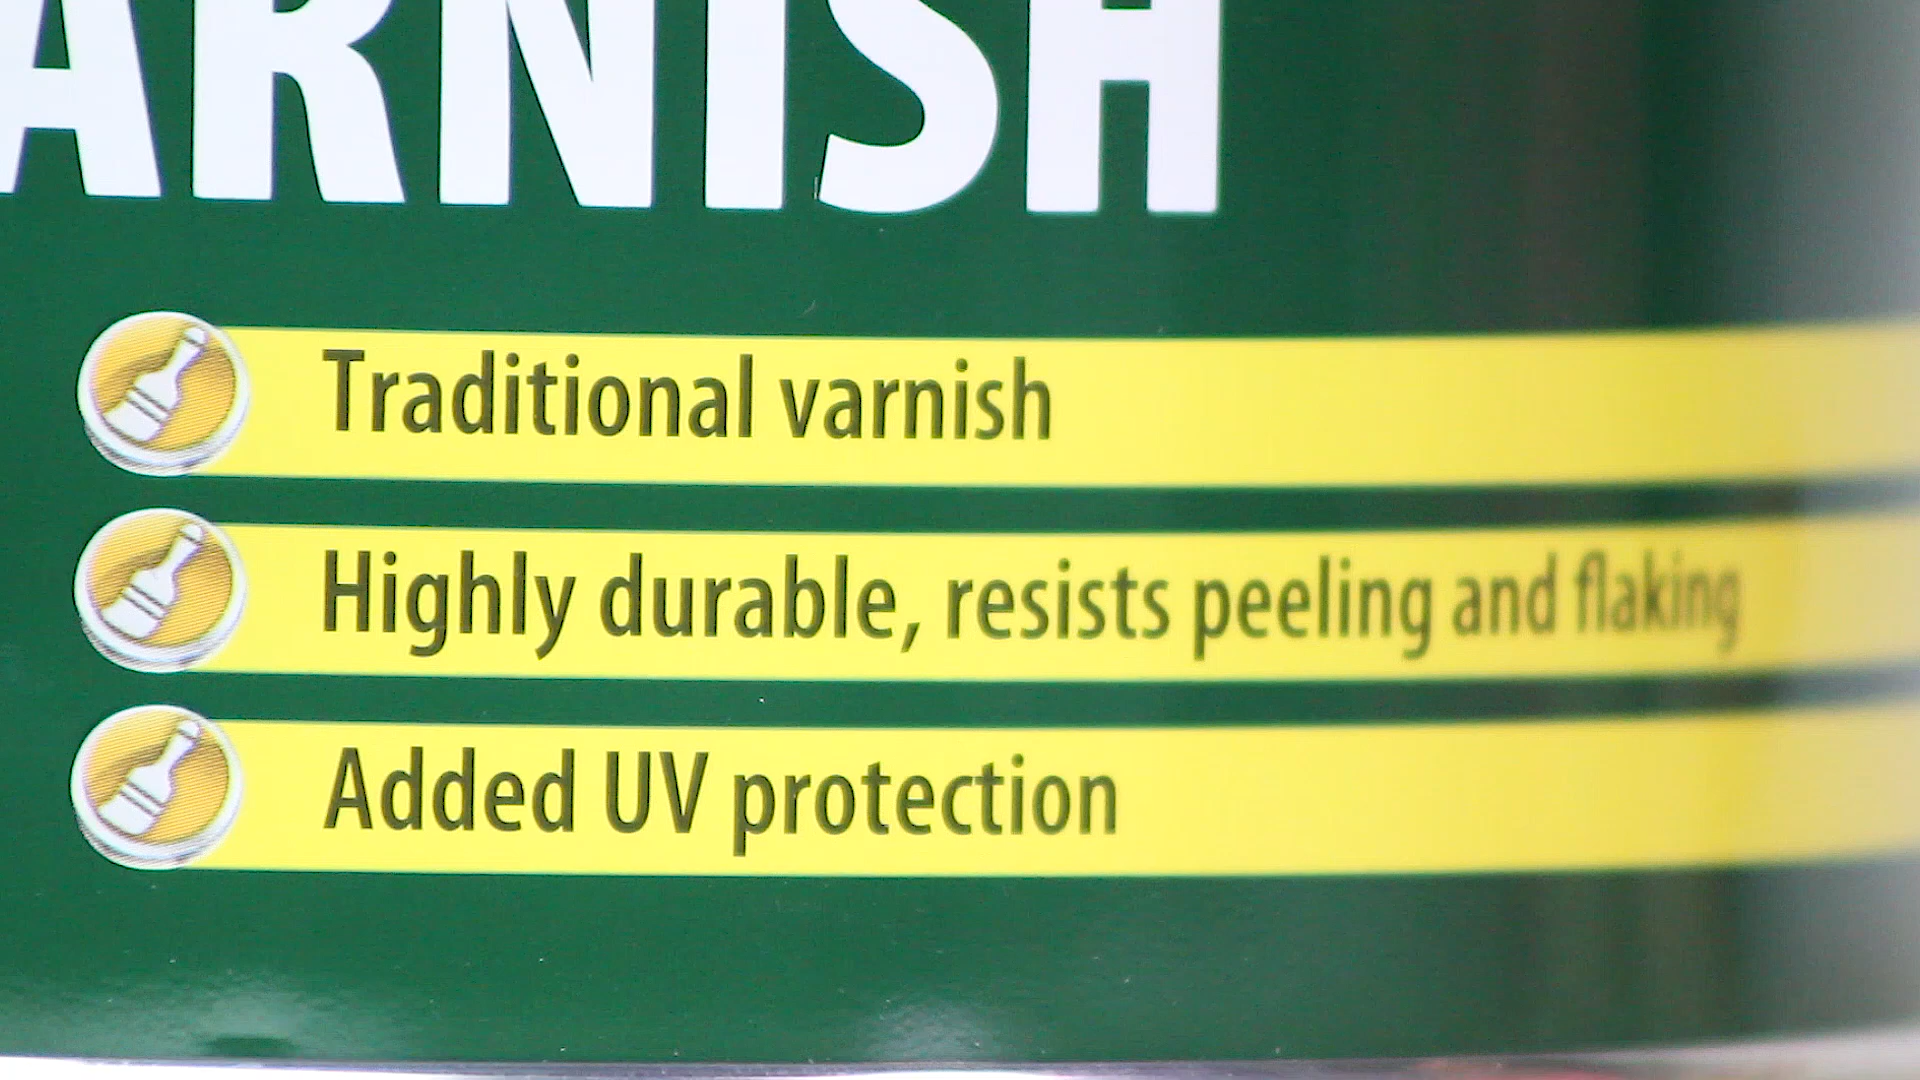 ARNISH
Traditional varnish
Highly durable, resists peeling and flaking
Added UV protection